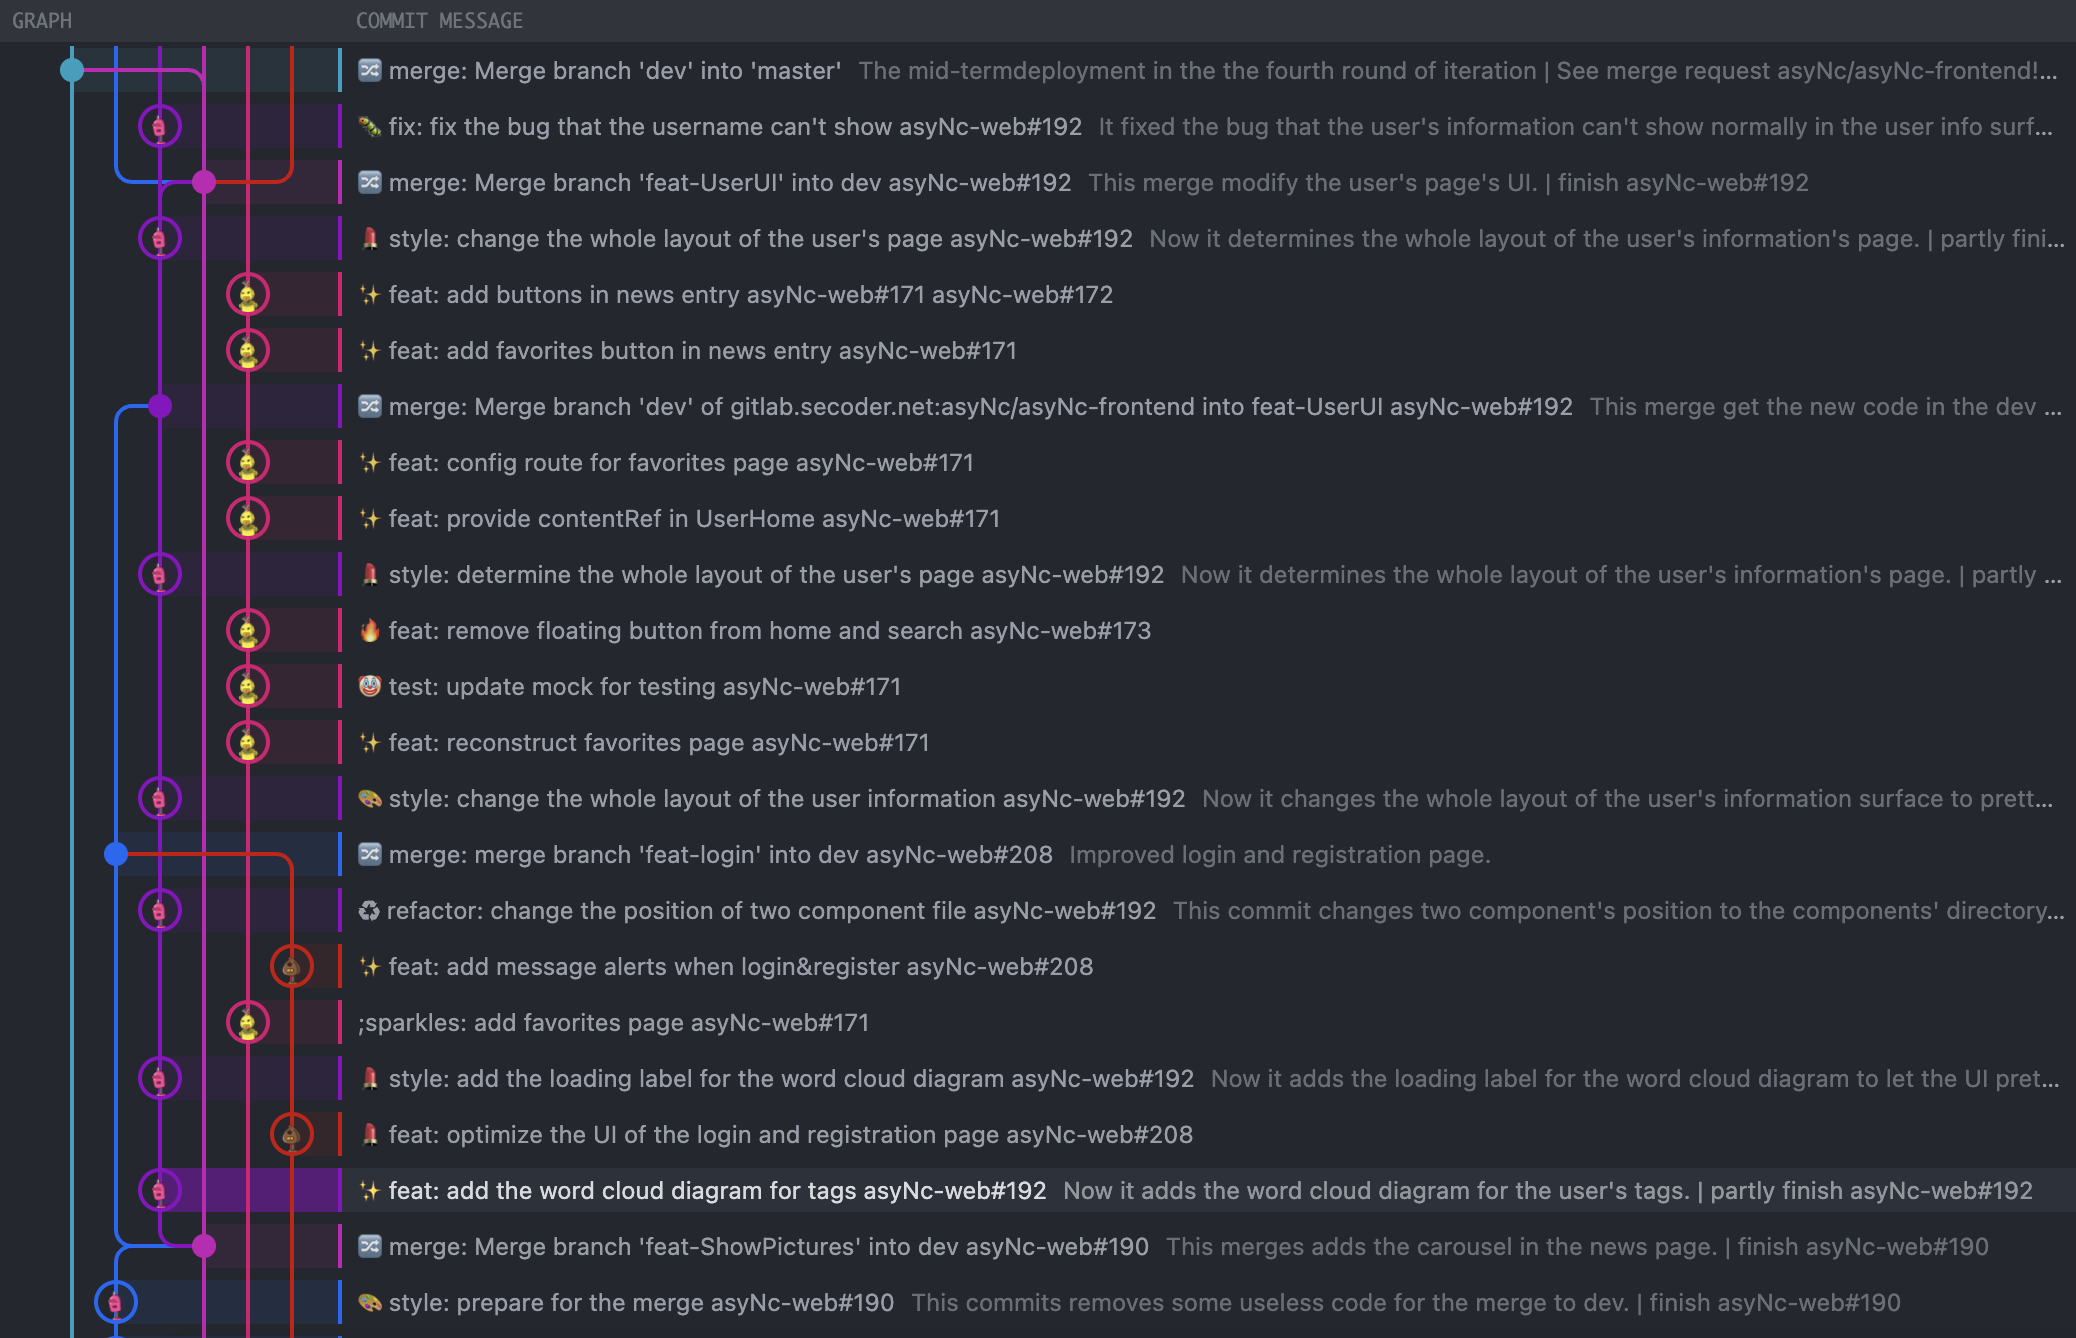 GRAPH COMMIT MESSAGE
merge: Merge branch 'dev' into 'master' The mid-termdeployment in the the fourth round of iteration | See merge request asyNc/asyNc-frontend!...
fix: fix the bug that the username can't show asyNc-web#192 It fixed the bug that the user's information can't show normally in the user info surf...
merge: Merge branch 'feat-UserUI' into dev asyNc-web#192 This merge modify the user's page's UI. | finish asyNc-web#192
style: change the whole layout of the user's page asyNc-web#192 Now it determines the whole layout of the user's information's page. | partly fini...
feat: add buttons in news entry asyNc-web#171 asyNc-web#172
feat: add favorites button in news entry asyNc-web#171
merge: Merge branch 'dev' of gitlab.secoder.net:asyNc/asyNc-frontend into feat-UserUI asyNc-web#192 This merge get the new code in the dev ...
feat: config route for favorites page asyNc-web#171
feat: provide contentRef in UserHome asyNc-web#171
style: determine the whole layout of the user's page asyNc-web#192 Now it determines the whole layout of the user's information's page. | partly ...
feat: remove floating button from home and search asyNc-web#173
test: update mock for testing asyNc-web#171
feat: reconstruct favorites page asyNc-web#171
style: change the whole layout of the user information asyNc-web#192 Now it changes the whole layout of the user's information surface to prett...
merge: merge branch 'feat-login' into dev asyNc-web#208 Improved login and registration page.
refactor: change the position of two component file asyNc-web#192 This commit changes two component's position to the components' directory...
feat: add message alerts when login&register asyNc-web#208
;sparkles: add favorites page asyNc-web#171
style: add the loading label for the word cloud diagram asyNc-web#192 Now it adds the loading label for the word cloud diagram to let the UI pret...
feat: optimize the UI of the login and registration page asyNc-web#208
feat: add the word cloud diagram for tags asyNc-web#192 Now it adds the word cloud diagram for the user's tags. | partly finish asyNc-web#192
merge: Merge branch 'feat-ShowPictures' into dev asyNc-web#190 This merges adds the carousel in the news page. | finish asyNc-web#190
style: prepare for the merge asyNc-web#190 This commits removes some useless code for the merge to dev. | finish asyNc-web#190